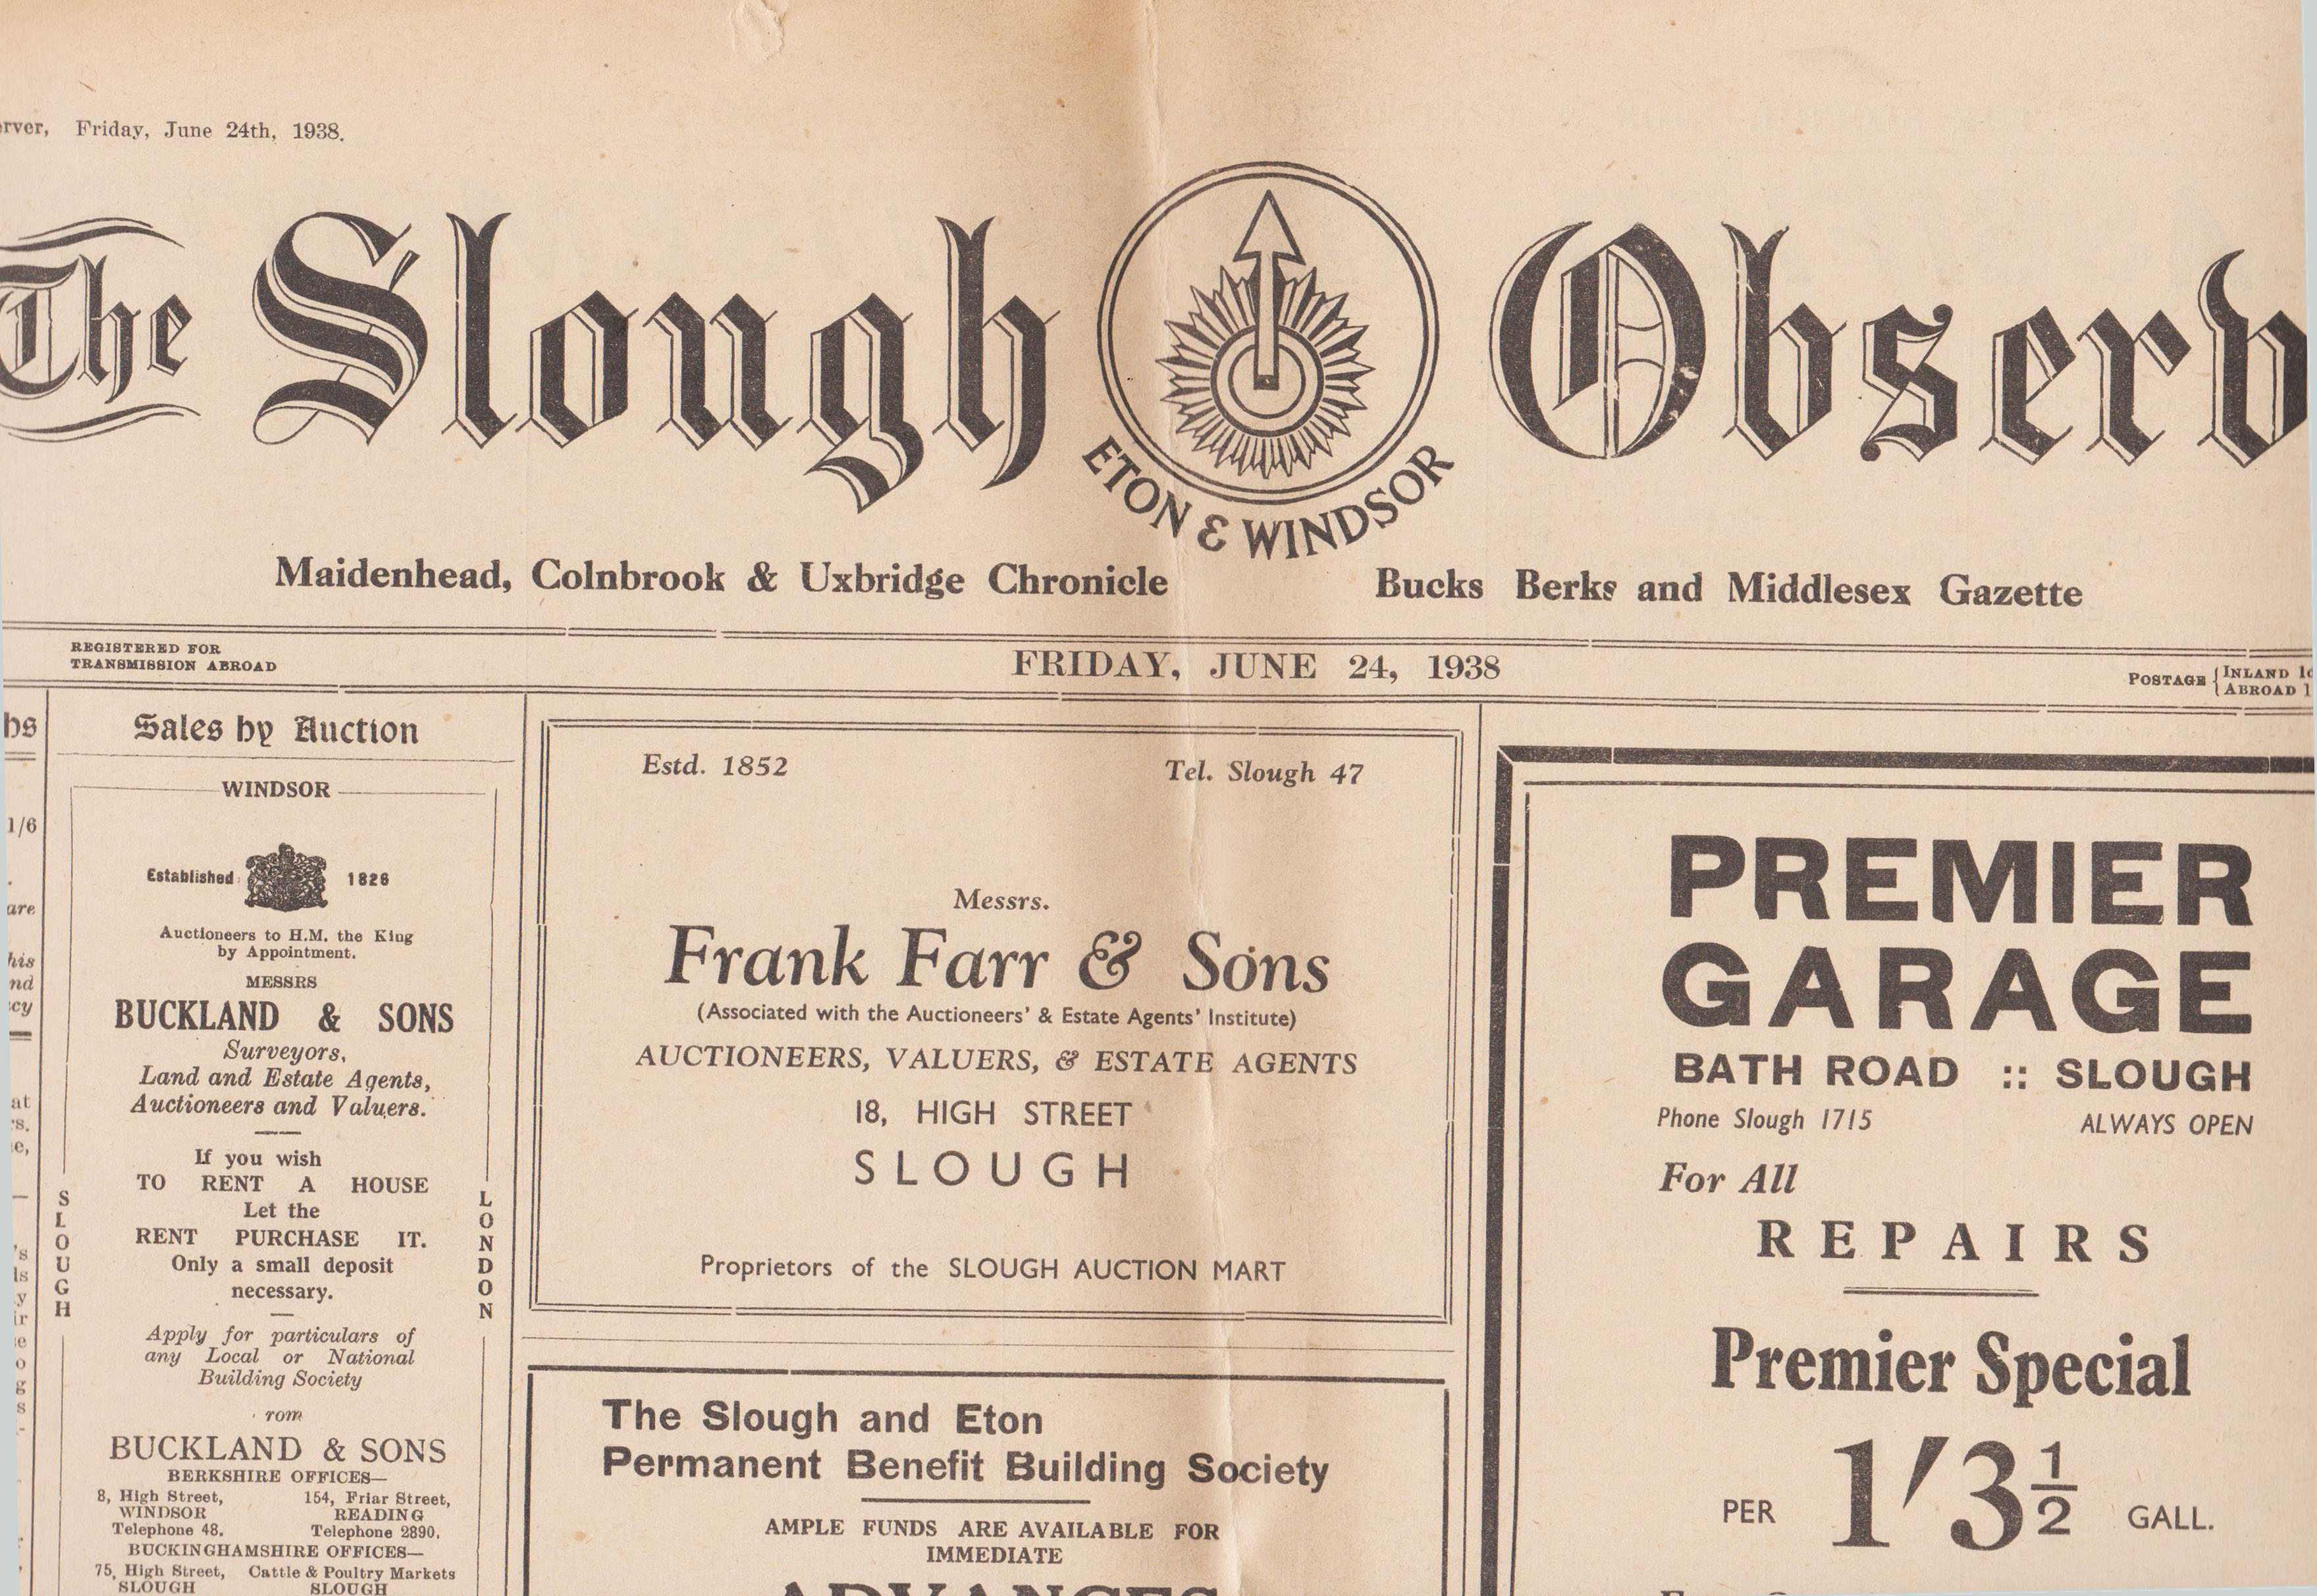 Friday, June 24th, 1938.
The Slough Observ
ETON & WINDSOR
Maidenhead, Colnbrook & Uxbridge Chronicle
Bucks Berks and Middlesex Gazette
REGISTERED FOR
TRANSMISSION ABROAD
FRIDAY, JUNE 24, 1938
POSTAGE { INLAND
ABROAD
1/6
are
at
Sales by Auction
WINDSOR
Established 1826
Auctioneers to H.M. the King
by Appointment.
MESSRS
BUCKLAND & SONS
Surveyors,
Land and Estate Agents,
Auctioneers and Valuers.
If you wish
TO RENT A HOUSE
Let the
RENT PURCHASE IT.
Only a small deposit
necessary.
Apply for particulars of
any Local or National
Building Society
rom
BUCKLAND & SONS
BERKSHIRE OFFICES—
8, High Street, 154, Friar Street,
WINDSOR READING
Telephone 48. Telephone 2890.
BUCKINGHAMSHIRE OFFICES—
75, High Street, Cattle & Poultry Markets
SLOUGH SLOUGH
SLOUGH
LONDON
Estd. 1852 Tel. Slough 47
Messrs.
Frank Farr & Sons
(Associated with the Auctioneers' & Estate Agents' Institute)
AUCTIONEERS, VALUERS, & ESTATE AGENTS
18, HIGH STREET
SLOUGH
Proprietors of the SLOUGH AUCTION MART
The Slough and Eton
Permanent Benefit Building Society
AMPLE FUNDS ARE AVAILABLE FOR
IMMEDIATE
ADVANCES
PREMIER
GARAGE
BATH ROAD :: SLOUGH
Phone Slough 1715 ALWAYS OPEN
For All
REPAIRS
Premier Special
PER 1'3½ GALL.